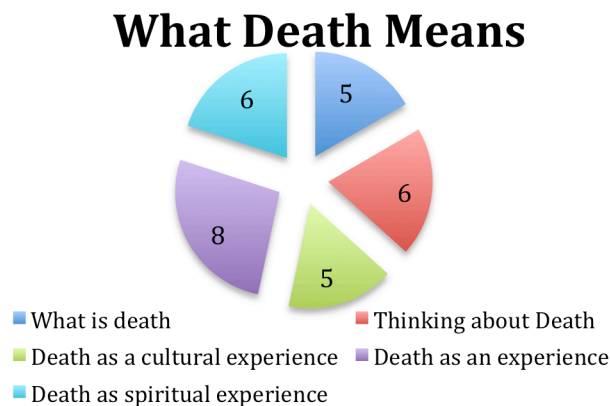 What Death Means
5
6
5
8
6
What is death
Thinking about Death
Death as a cultural experience
Death as an experience
Death as spiritual experience